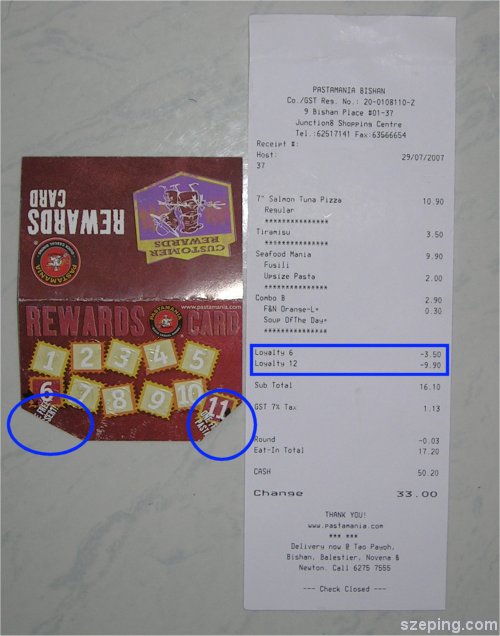 REWARDS
CARD
CUSTOMER
REWARDS
PASTAMANIA
www.pastamania.com
REWARDS CARD
PASTAMANIA
1 2 3 4 5
6 7 8 9 10 11
PASTAMANIA BISHAN
Co./GST Res. No.: 20-0108110-Z
9 Bishan Place #01-37
Junction8 Shopping Centre
Tel.:62517141 Fax:63566654
Receipt #:
Host: 29/07/2007
37
7" Salmon Tuna Pizza 10.90
Regular
***************
Tiramisu 3.50
***************
Seafood Mania 9.90
Fusili
Upsize Pasta 2.00
***************
Combo B 2.90
F&N Orange-L* 0.30
Soup OfThe Day*
***************
Loyalty 6 -3.50
Loyalty 12 -9.90
Sub Total 16.10
GST 7% Tax 1.13
Round -0.03
Eat-In Total 17.20
CASH 50.20
Change 33.00
THANK YOU!
www.pastamania.com
*** *** ***
Delivery now @ Tao Payoh,
Bishan, Balestier, Novena &
Newton. Call 6275 7555
--- Check Closed ---
szeping.com